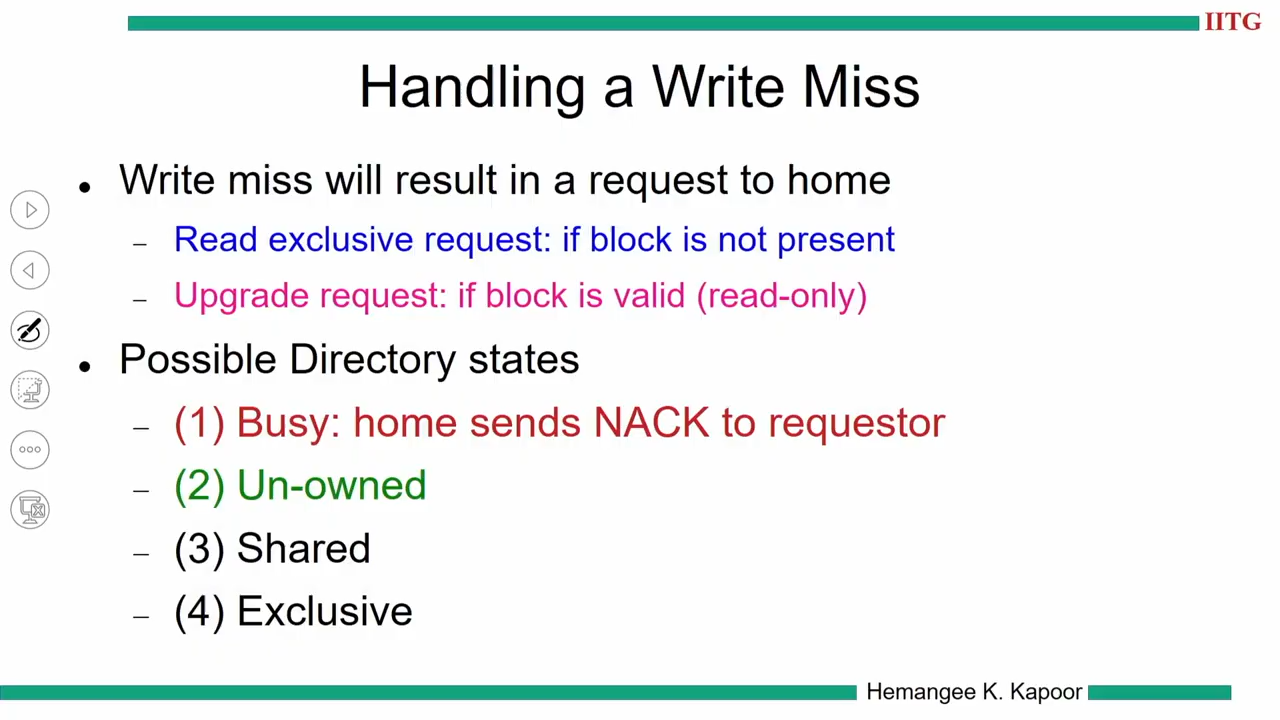 IITG
Handling a Write Miss
● Write miss will result in a request to home
– Read exclusive request: if block is not present
– Upgrade request: if block is valid (read-only)
● Possible Directory states
– (1) Busy: home sends NACK to requestor
– (2) Un-owned
– (3) Shared
– (4) Exclusive
Hemangee K. Kapoor